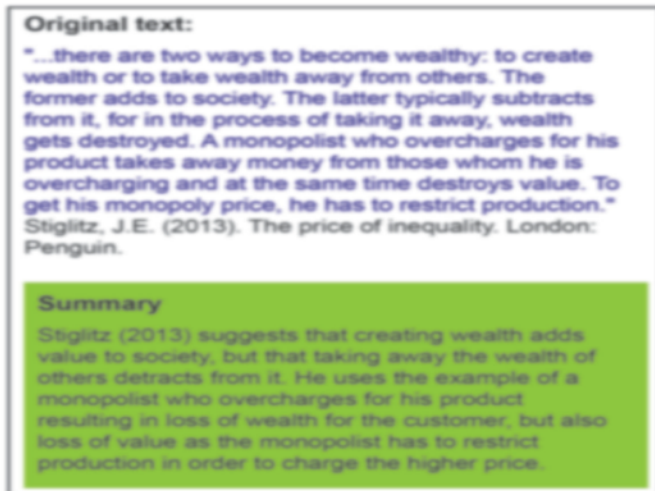 Original text:
"...there are two ways to become wealthy: to create
wealth or to take wealth away from others. The
former adds to society. The latter typically subtracts
from it, for in the process of taking it away, wealth
gets destroyed. A monopolist who overcharges for his
product takes away money from those whom he is
overcharging and at the same time destroys value. To
get his monopoly price, he has to restrict production."
Stiglitz, J.E. (2013). The price of inequality. London:
Penguin.
Summary
Stiglitz (2013) suggests that creating wealth adds
value to society, but that taking away the wealth of
others detracts from it. He uses the example of a
monopolist who overcharges for his product
resulting in loss of wealth for the customer, but also
loss of value as the monopolist has to restrict
production in order to charge the higher price.